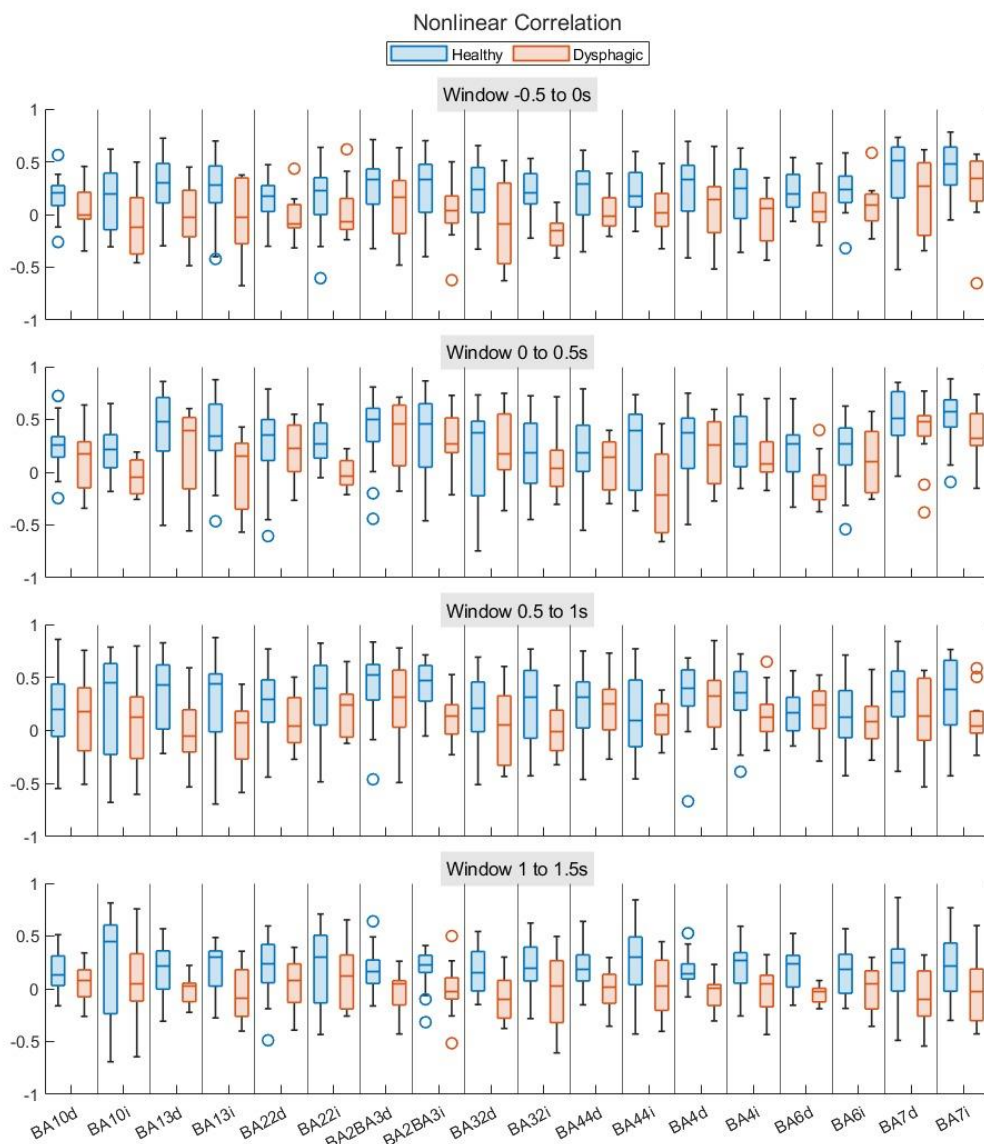 Nonlinear Correlation
Healthy Dysphagic
Window -0.5 to 0s
1
0.5
0
-0.5
-1
Window 0 to 0.5s
1
0.5
0
-0.5
-1
Window 0.5 to 1s
1
0.5
0
-0.5
-1
Window 1 to 1.5s
1
0.5
0
-0.5
-1
BA10d BA10i BA13d BA13i BA22d BA22i BA2BA3d BA2BA3i BA32d BA32i BA44d BA44i BA4d BA4i BA6d BA6i BA7d BA7i